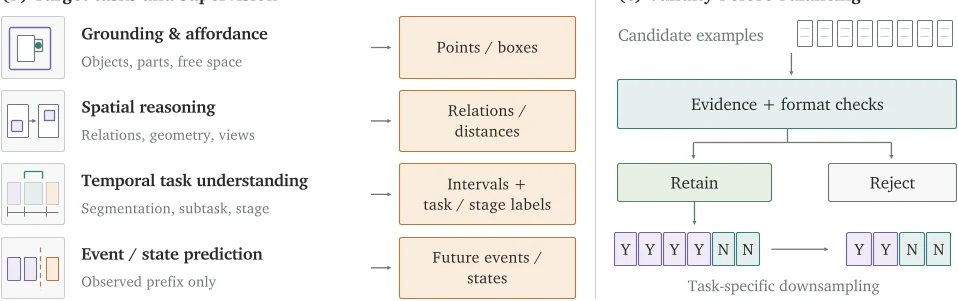 Grounding & affordance
Objects, parts, free space
Points / boxes
Spatial reasoning
Relations, geometry, views
Relations /
distances
Temporal task understanding
Segmentation, subtask, stage
Intervals +
task / stage labels
Event / state prediction
Observed prefix only
Future events /
states
Candidate examples
Evidence + format checks
Retain
Reject
Y Y Y Y N N
Y Y N N
Task-specific downsampling